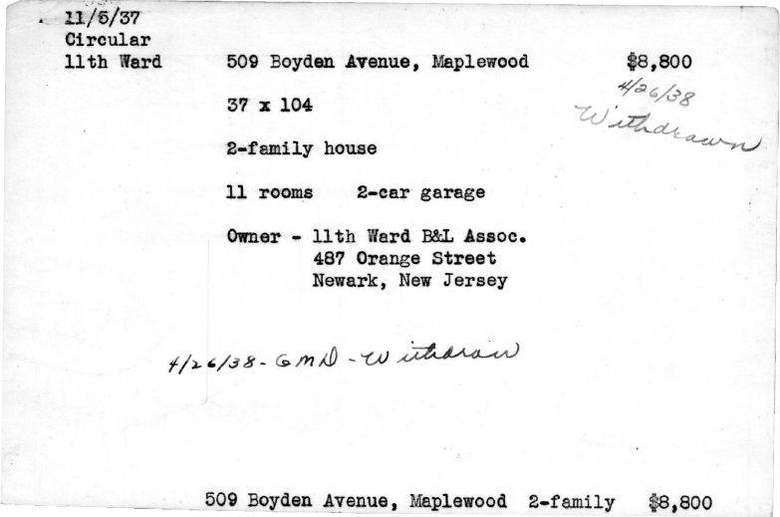 11/5/37
Circular
11th Ward 509 Boyden Avenue, Maplewood $8,800
4/26/38
Withdrawn
37 x 104
2-family house
11 rooms 2-car garage
Owner - 11th Ward B&L Assoc.
487 Orange Street
Newark, New Jersey
4/26/38 - GMD - Withdraw
509 Boyden Avenue, Maplewood 2-family $8,800